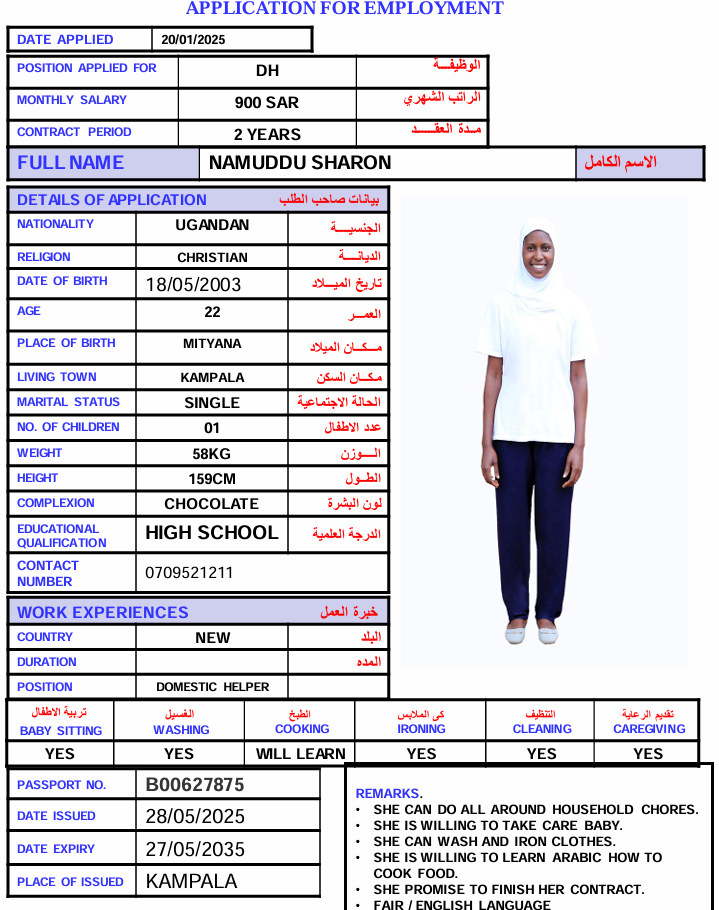 APPLICATION FOR EMPLOYMENT
DATE APPLIED 20/01/2025
POSITION APPLIED FOR DH الوظيفـــة
MONTHLY SALARY 900 SAR الراتب الشهري
CONTRACT PERIOD 2 YEARS مـدة العقـــــد
FULL NAME NAMUDDU SHARON الاسم الكامل
DETAILS OF APPLICATION بيانات صاحب الطلب
NATIONALITY UGANDAN الجنسيـــة
RELIGION CHRISTIAN الديانـــة
DATE OF BIRTH 18/05/2003 تاريخ الميـــلاد
AGE 22 العمـــر
PLACE OF BIRTH MITYANA مـــكـــان الميلاد
LIVING TOWN KAMPALA مـكـــان السكن
MARITAL STATUS SINGLE الحالة الاجتماعية
NO. OF CHILDREN 01 عدد الاطفال
WEIGHT 58KG الـــوزن
HEIGHT 159CM الطـــول
COMPLEXION CHOCOLATE لون البشرة
EDUCATIONAL QUALIFICATION HIGH SCHOOL الدرجة العلمية
CONTACT NUMBER 0709521211
WORK EXPERIENCES خبرة العمل
COUNTRY NEW البلد
DURATION المده
POSITION DOMESTIC HELPER
تربية الاطفال الغسيل الطبخ كي الملابس التنظيف تقديم الرعاية
BABY SITTING WASHING COOKING IRONING CLEANING CAREGIVING
YES YES WILL LEARN YES YES YES
PASSPORT NO. B00627875
DATE ISSUED 28/05/2025
DATE EXPIRY 27/05/2035
PLACE OF ISSUED KAMPALA
REMARKS.
• SHE CAN DO ALL AROUND HOUSEHOLD CHORES.
• SHE IS WILLING TO TAKE CARE BABY.
• SHE CAN WASH AND IRON CLOTHES.
• SHE IS WILLING TO LEARN ARABIC HOW TO
COOK FOOD.
• SHE PROMISE TO FINISH HER CONTRACT.
• FAIR / ENGLISH LANGUAGE